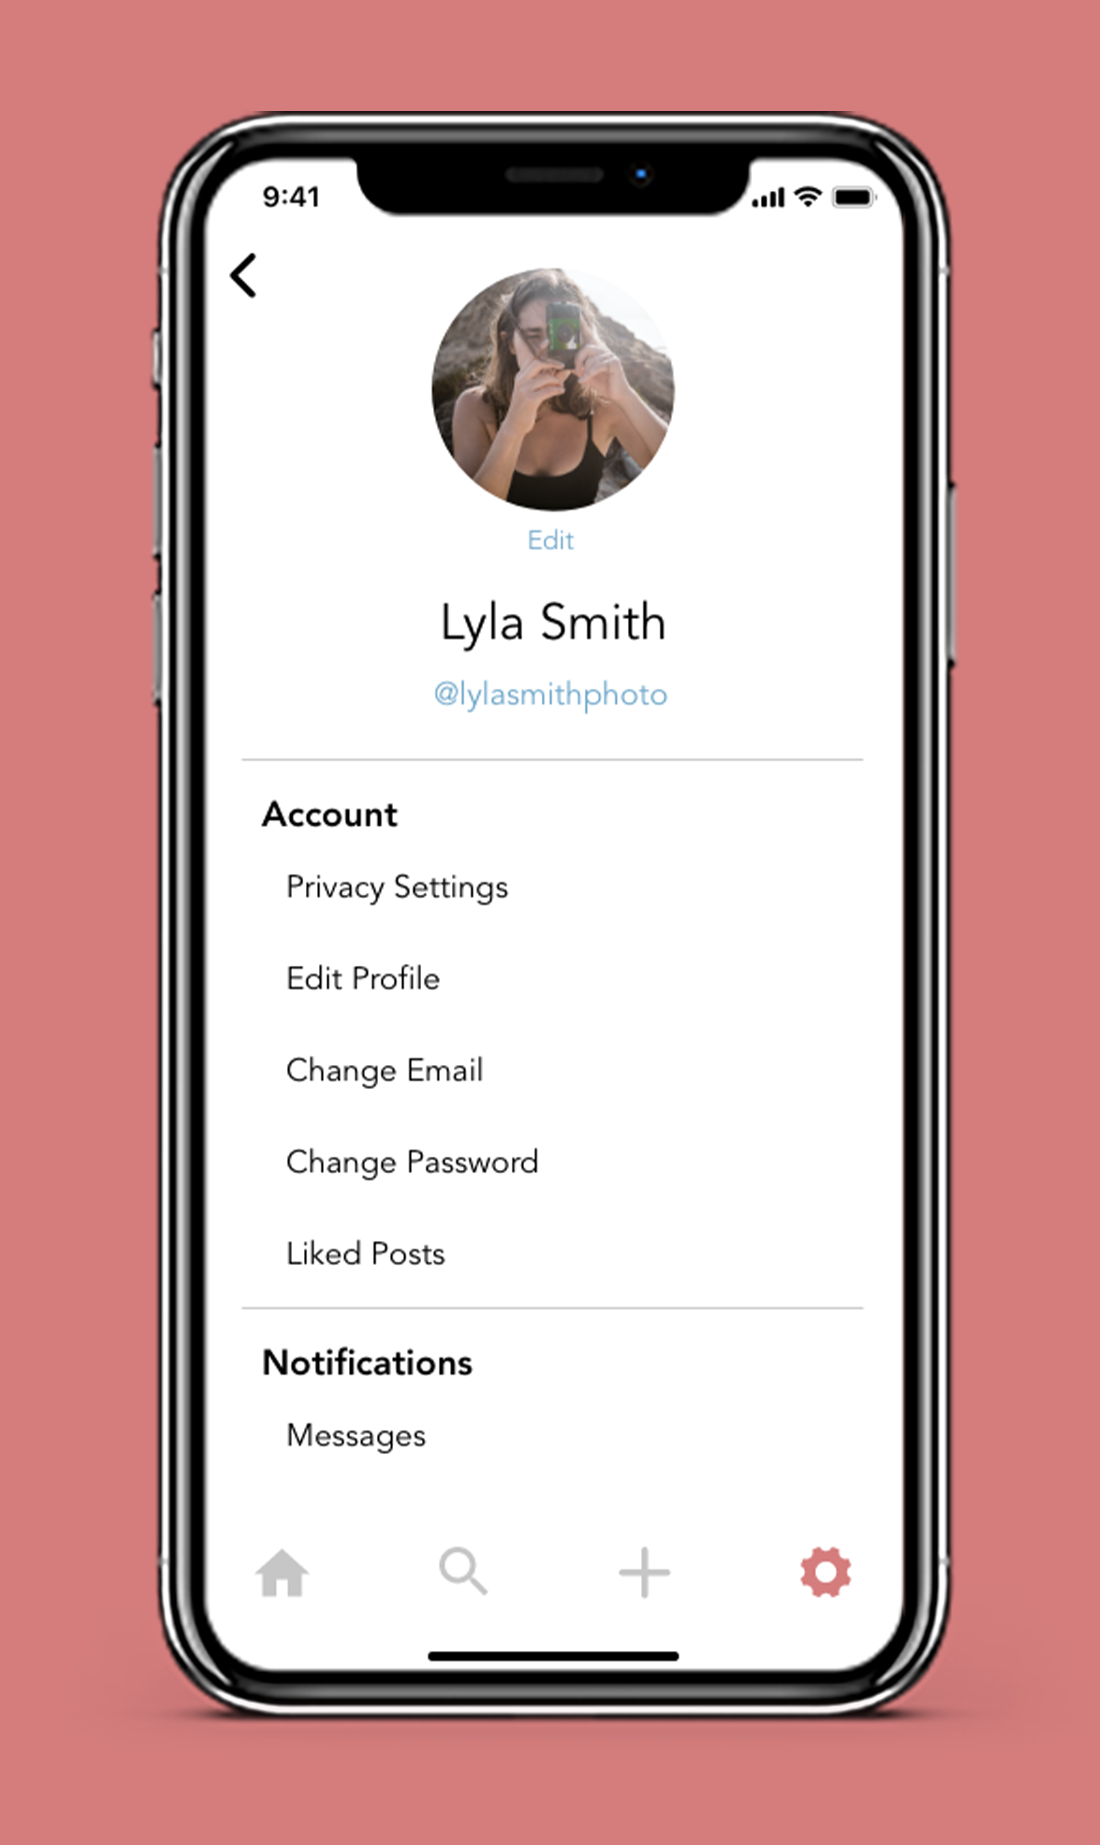 9:41
Edit
Lyla Smith
@lylasmithphoto
Account
Privacy Settings
Edit Profile
Change Email
Change Password
Liked Posts
Notifications
Messages